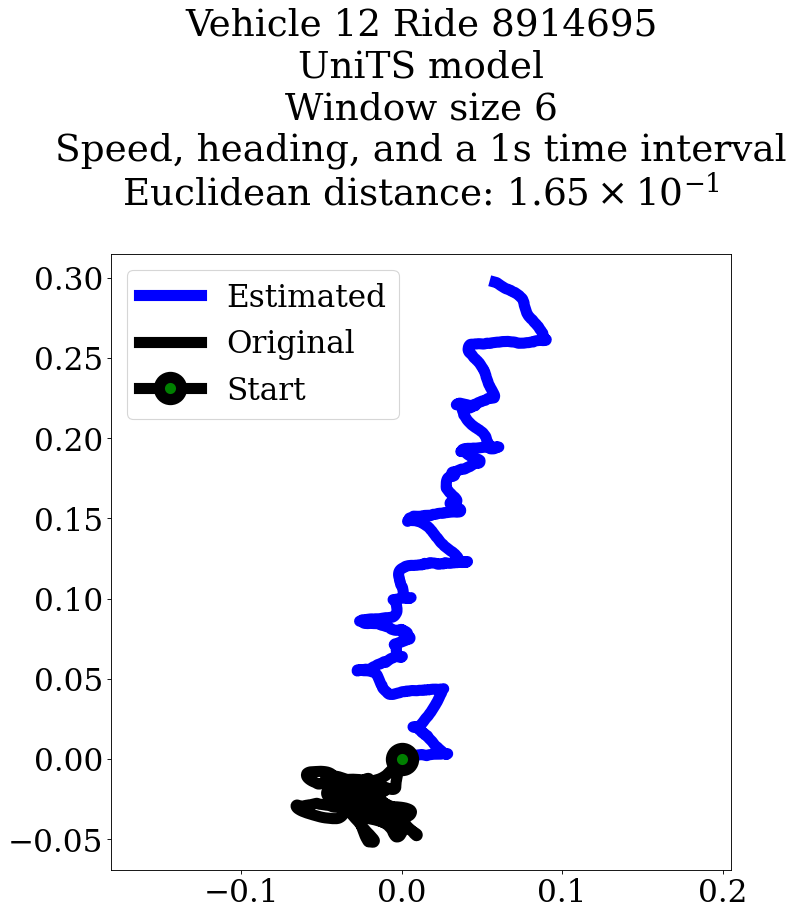 Vehicle 12 Ride 8914695
UniTS model
Window size 6
Speed, heading, and a 1s time interval
Euclidean distance: 1.65 × 10⁻¹
Estimated
Original
Start
0.30
0.25
0.20
0.15
0.10
0.05
0.00
−0.05
−0.1
0.0
0.1
0.2